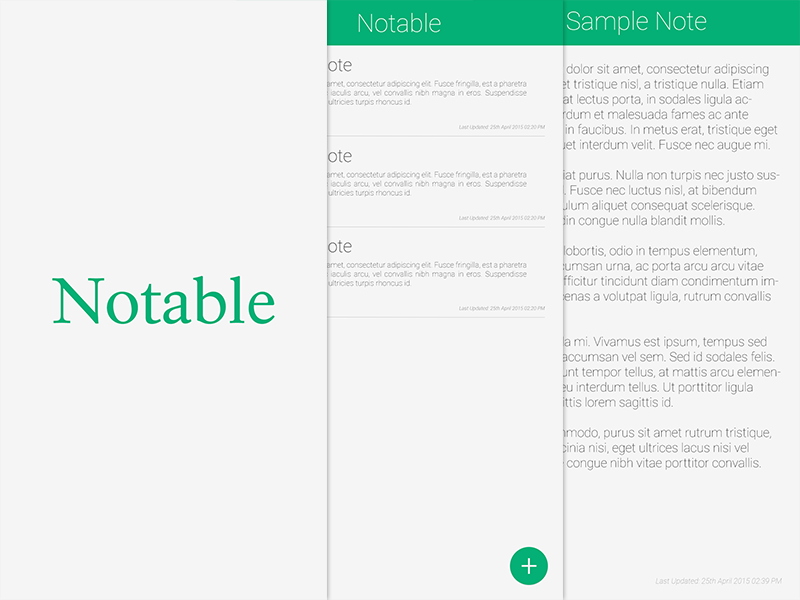 Notable
Notable
ote
amet, consectetur adipiscing elit. Fusce fringilla, est a pharetra
iaculis arcu, vel convallis nibh magna in eros. Suspendisse
ultricies turpis rhoncus id.
Last Updated: 25th April 2015 02:20 PM
ote
amet, consectetur adipiscing elit. Fusce fringilla, est a pharetra
iaculis arcu, vel convallis nibh magna in eros. Suspendisse
ultricies turpis rhoncus id.
Last Updated: 25th April 2015 02:20 PM
ote
amet, consectetur adipiscing elit. Fusce fringilla, est a pharetra
iaculis arcu, vel convallis nibh magna in eros. Suspendisse
ultricies turpis rhoncus id.
Last Updated: 25th April 2015 02:20 PM
+
Sample Note
dolor sit amet, consectetur adipiscing
et tristique nisl, a tristique nulla. Etiam
at lectus porta, in sodales ligula ac-
rdum et malesuada fames ac ante
in faucibus. In metus erat, tristique eget
uet interdum velit. Fusce nec augue mi.
iat purus. Nulla non turpis nec justo sus-
. Fusce nec luctus nisl, at bibendum
ulum aliquet consequat scelerisque.
din congue nulla blandit mollis.
lobortis, odio in tempus elementum,
cumsan urna, ac porta arcu arcu vitae
fficitur tincidunt diam condimentum im-
cenas a volutpat ligula, rutrum convallis
a mi. Vivamus est ipsum, tempus sed
accumsan vel sem. Sed id sodales felis.
unt tempor tellus, at mattis arcu elemen-
eu interdum tellus. Ut porttitor ligula
ittis lorem sagittis id.
mmodo, purus sit amet rutrum tristique,
cinia nisi, eget ultrices lacus nisi vel
congue nibh vitae porttitor convallis.
Last Updated: 25th April 2015 02:39 PM